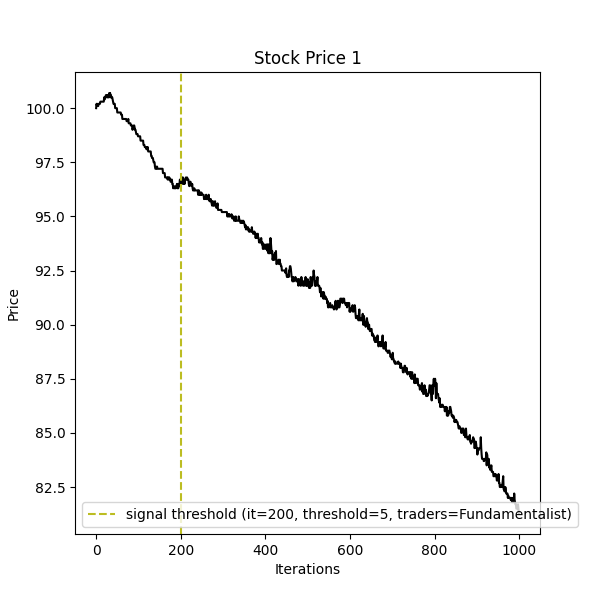 Stock Price 1
Price
100.0
97.5
95.0
92.5
90.0
87.5
85.0
82.5
signal threshold (it=200, threshold=5, traders=Fundamentalist)
0 200 400 600 800 1000
Iterations